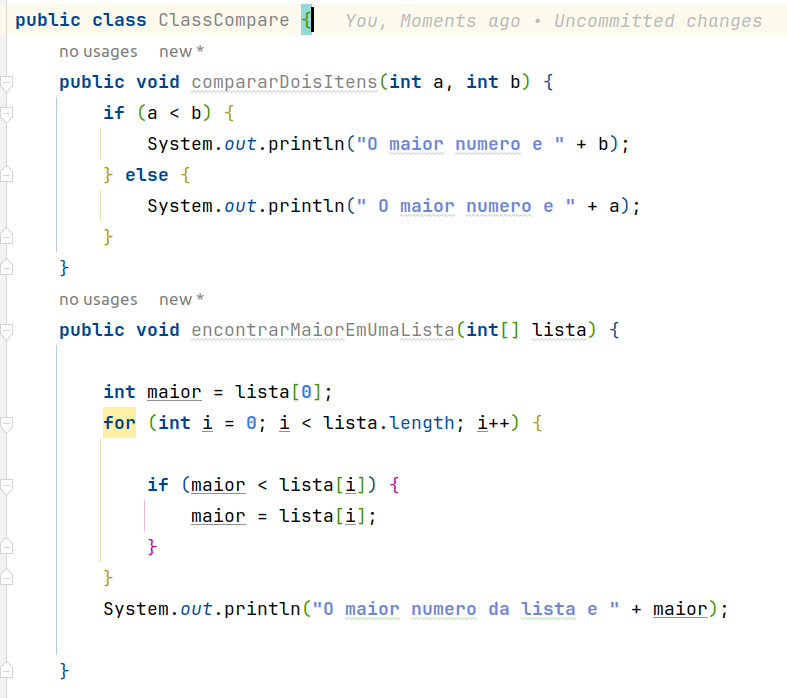 public class ClassCompare { You, Moments ago • Uncommitted changes
no usages new *
public void compararDoisItens(int a, int b) {
if (a < b) {
System.out.println("O maior numero e " + b);
} else {
System.out.println(" O maior numero e " + a);
}
}
no usages new *
public void encontrarMaiorEmUmaLista(int[] lista) {
int maior = lista[0];
for (int i = 0; i < lista.length; i++) {
if (maior < lista[i]) {
maior = lista[i];
}
}
System.out.println("O maior numero da lista e " + maior);
}